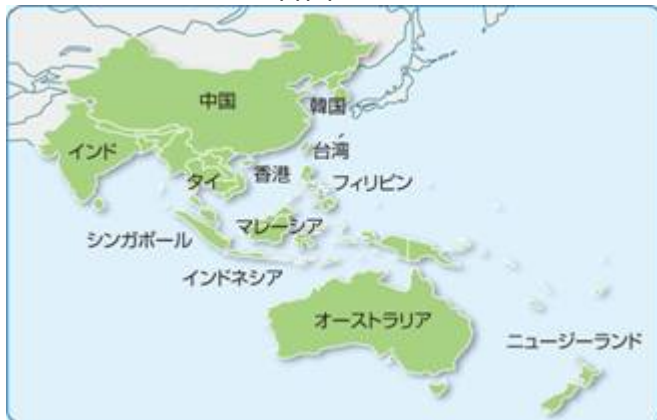 中国
韓国
インド
台湾
タイ
香港
フィリピン
マレーシア
シンガポール
インドネシア
オーストラリア
ニュージーランド